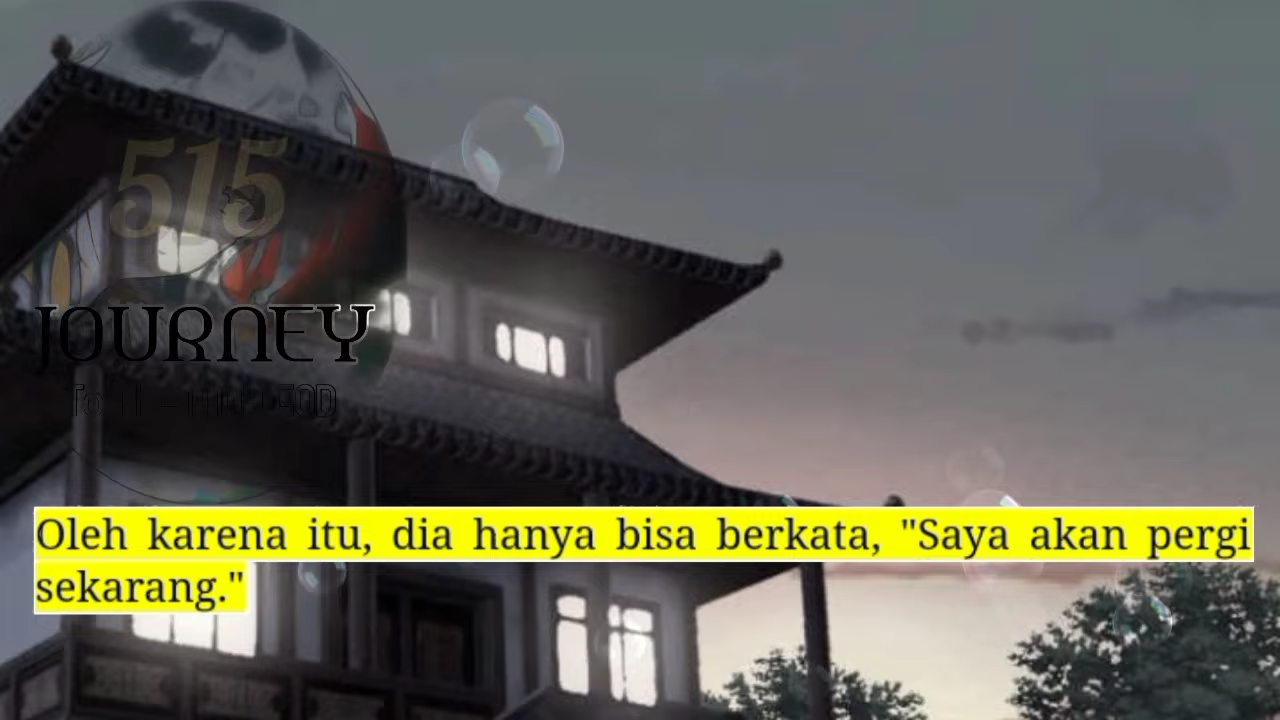 515
JOURNEY
Oleh karena itu, dia hanya bisa berkata, "Saya akan pergi
sekarang."